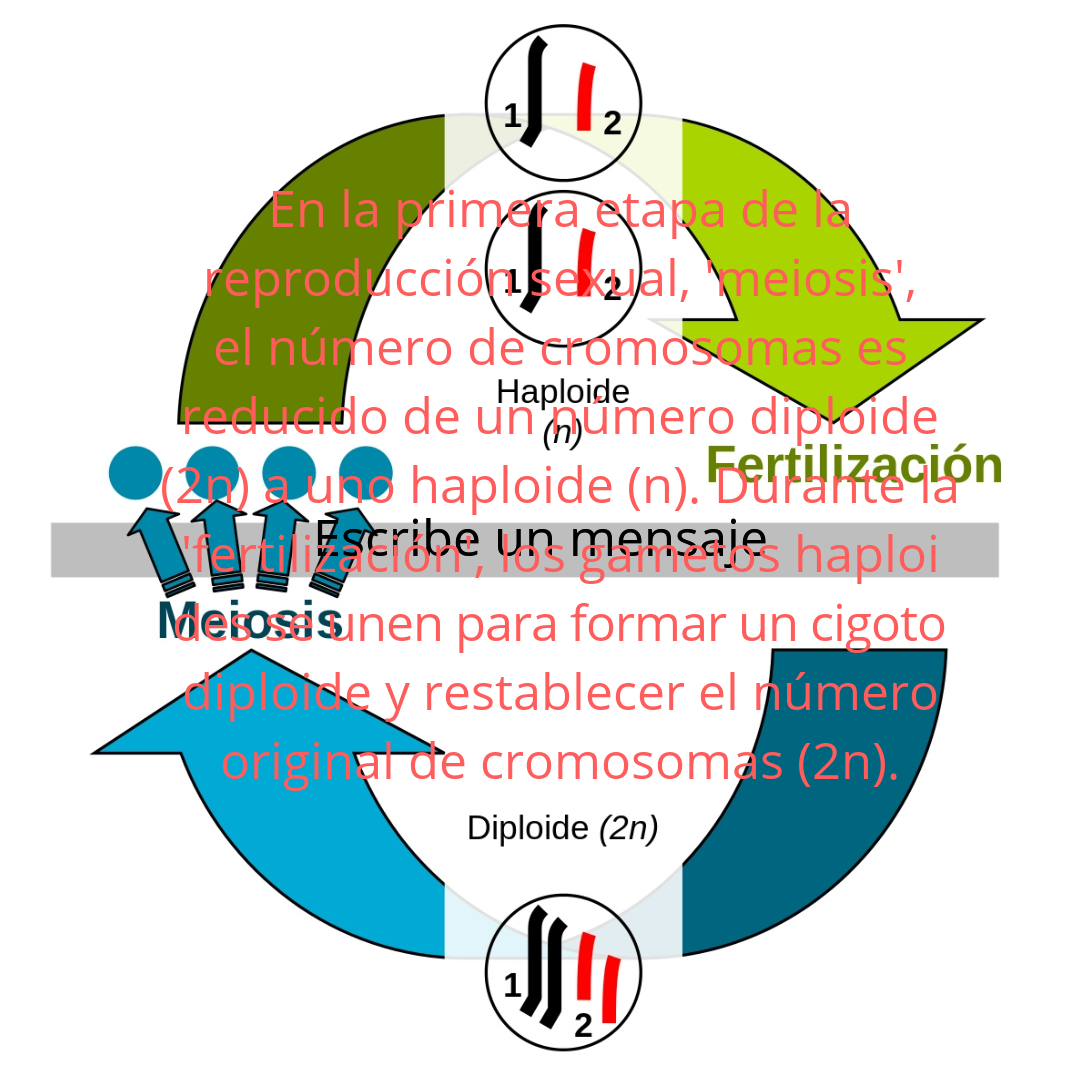 1
2
En la primera etapa de la
reproducción sexual, 'meiosis',
1
2
el número de cromosomas es
Haploide
(n)
reducido de un número diploide
Fertilización
(2n) a uno haploide (n). Durante la
Escribe un mensaje
'fertilización', los gametos haploi
Meiosis
des se unen para formar un cigoto
diploide y restablecer el número
original de cromosomas (2n).
Diploide (2n)
1
2